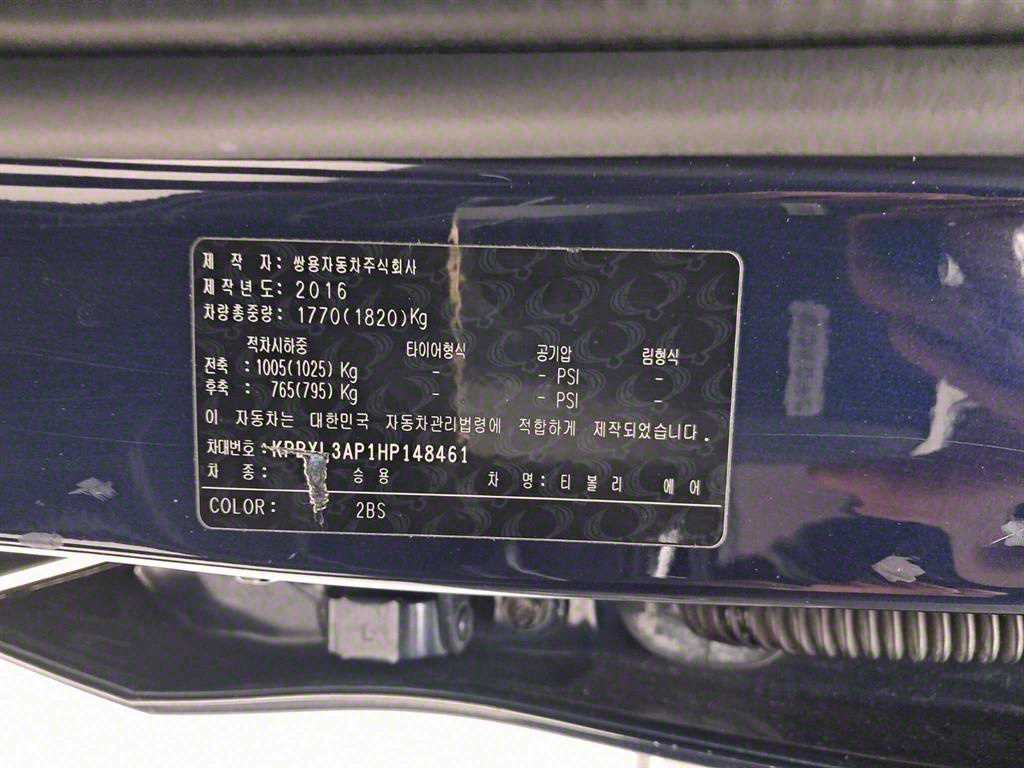 제 작 자: 쌍용자동차주식회사
제 작 년 도: 2016
차량총중량: 1770(1820)Kg
적차시하중 타이어형식 공기압 림형식
전축 : 1005(1025) Kg - - PSI -
후축 : 765(795) Kg - - PSI -
이 자동차는 대한민국 자동차관리법령에 적합하게 제작되었습니다.
차대번호:
차 종: 승 용 차 명: 티 볼 리 에 어
COLOR: 2BS